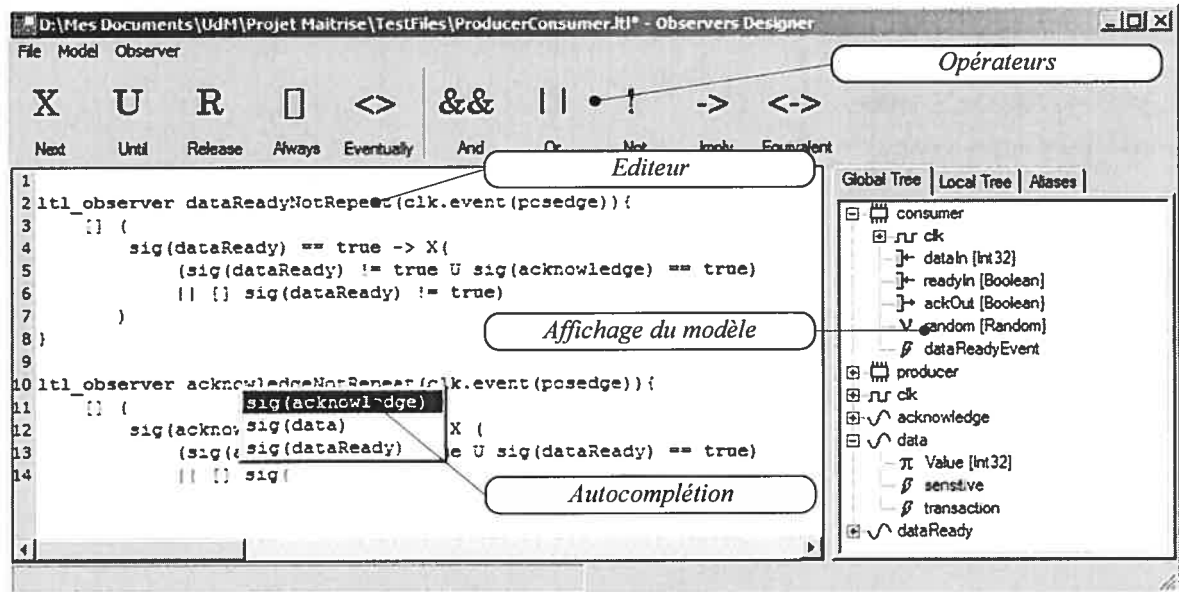 D:\Mes Documents\UdM\Projet Maitrise\TestFiles\ProducerConsumer.ltl* - Observers Designer
File Model Observer
Opérateurs
X U R [] <> && || ! -> <->
Next Until Release Always Eventually And Or Not Imply Equivalent
Editeur
Global Tree Local Tree Aliases
1
2 ltl_observer dataReadyNotRepeat(clk.event(posedge)){
3 [] (
4 sig(dataReady) == true -> X(
5 (sig(dataReady) != true U sig(acknowledge) == true)
6 || [] sig(dataReady) != true)
7 )
8 }
9
10 ltl_observer acknowledgeNotRepeat(clk.event(posedge)){
11 [] (
12 sig(acknow X (
13 (sig(a e U sig(dataReady) == true)
14 || [] sig(
sig(acknowledge)
sig(data)
sig(dataReady)
Affichage du modèle
Autocomplétion
consumer
clk
dataIn [Int32]
readyIn [Boolean]
ackOut [Boolean]
random [Random]
dataReadyEvent
producer
clk
acknowledge
data
π Value [Int32]
sensitive
transaction
dataReady